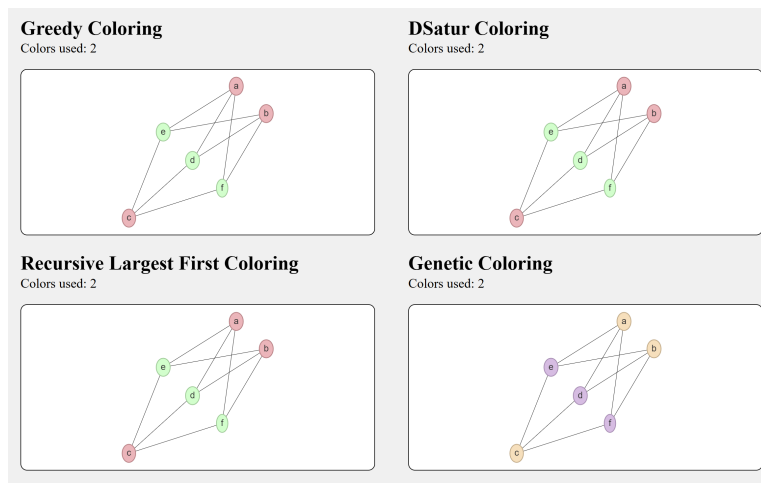 Greedy Coloring
Colors used: 2
a
b
e
d
f
c
DSatur Coloring
Colors used: 2
a
b
e
d
f
c
Recursive Largest First Coloring
Colors used: 2
a
b
e
d
f
c
Genetic Coloring
Colors used: 2
a
b
e
d
f
c